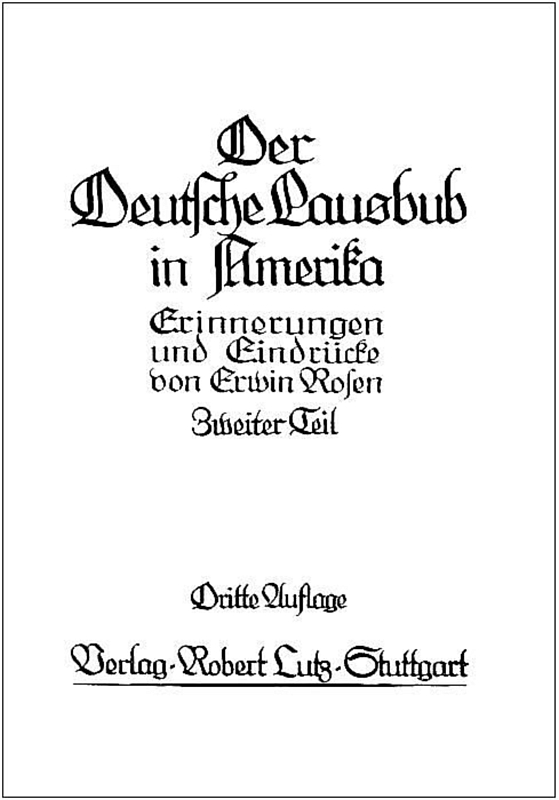 Der
Deutſche Lausbub
in Amerika
Erinnerungen
und Eindrücke
von Erwin Roſen
Zweiter Teil
Dritte Auflage
Verlag · Robert Lutz · Stuttgart